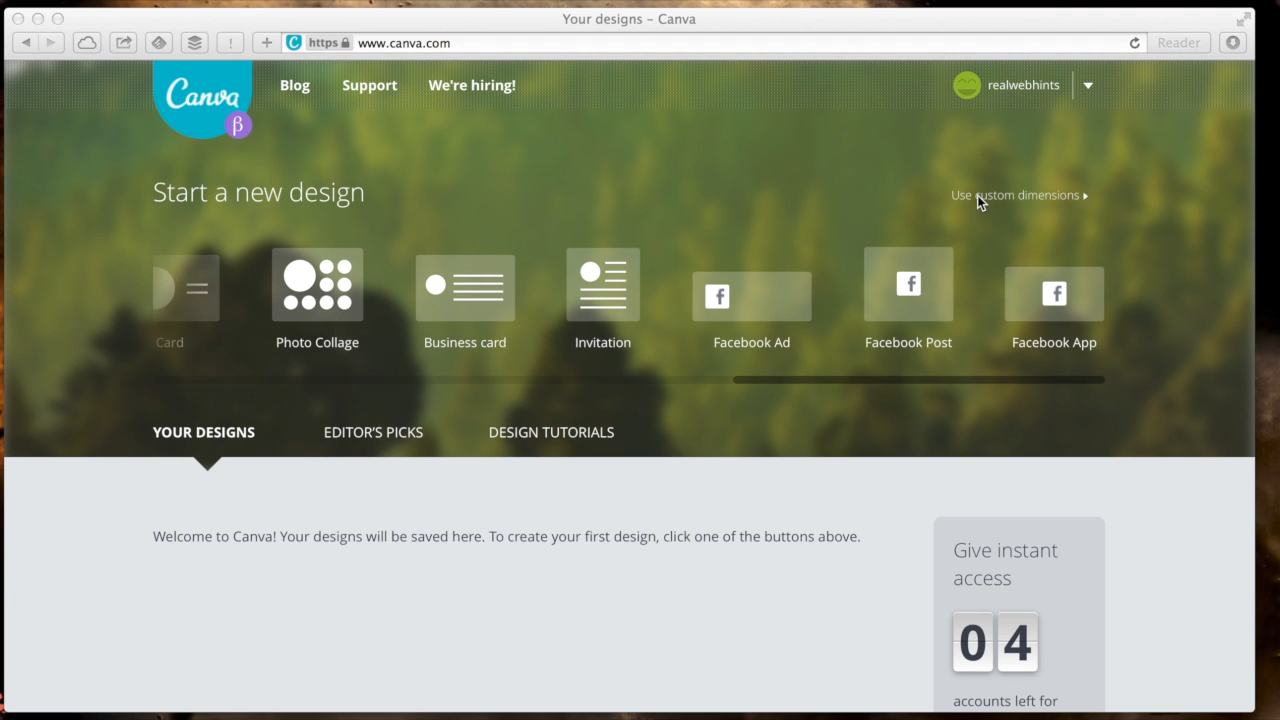 Your designs – Canva
https www.canva.com
Reader
Canva
β
Blog Support We're hiring!
realwebhints
Start a new design
Use custom dimensions
Card
Photo Collage
Business card
Invitation
f
Facebook Ad
f
Facebook Post
f
Facebook App
YOUR DESIGNS EDITOR'S PICKS DESIGN TUTORIALS
Welcome to Canva! Your designs will be saved here. To create your first design, click one of the buttons above.
Give instant
access
04
accounts left for